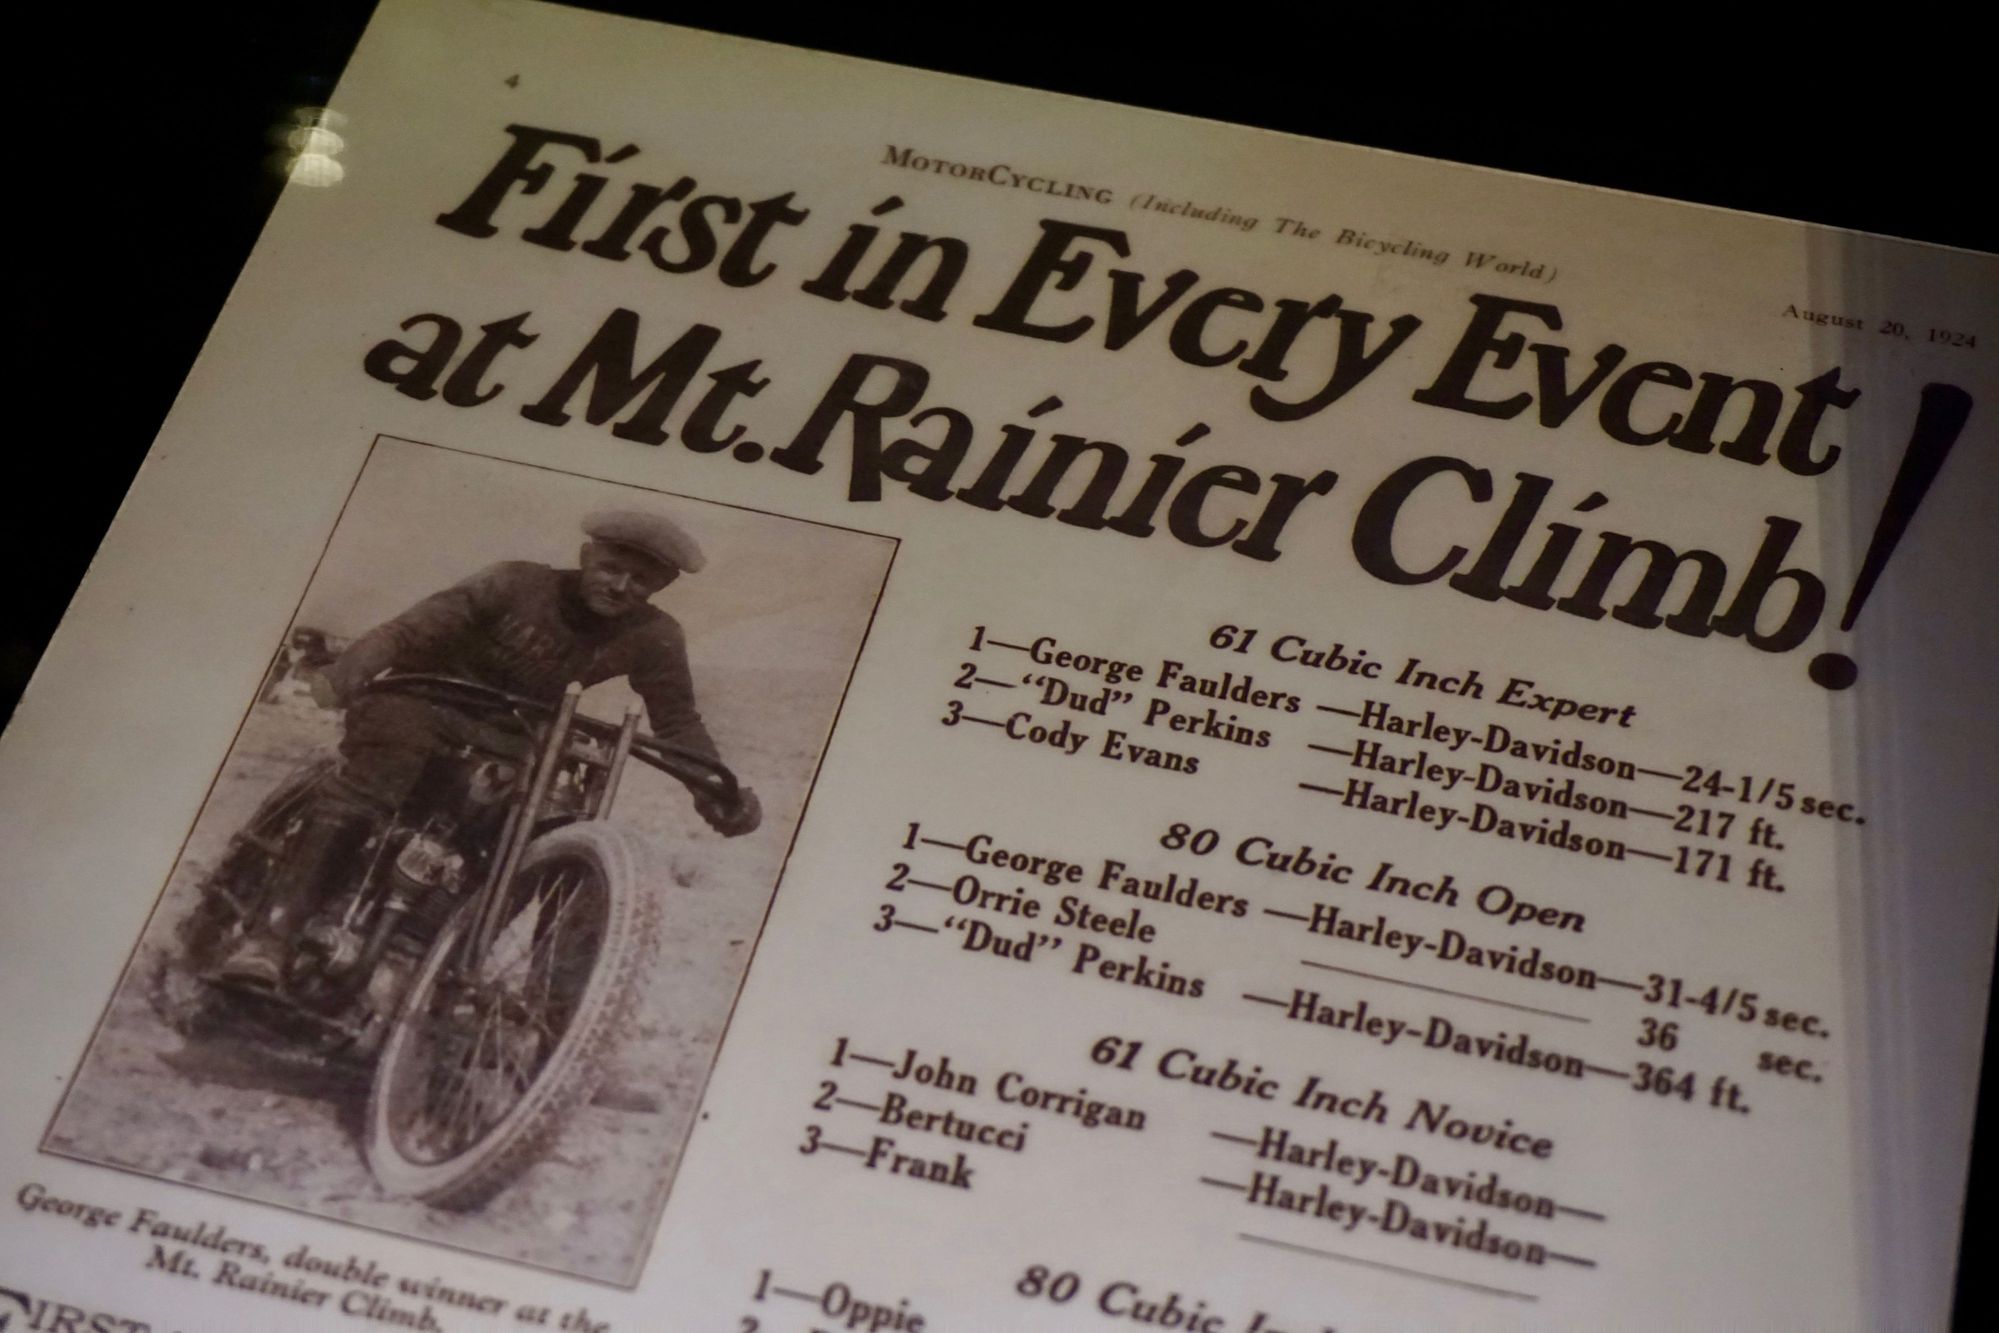 4
MOTORCYCLING (Including The Bicycling World)
August 20, 1924
First in Every Event
at Mt. Rainier Climb!
61 Cubic Inch Expert
1—George Faulders —Harley-Davidson—24-1/5 sec.
2—“Dud” Perkins —Harley-Davidson—217 ft.
3—Cody Evans —Harley-Davidson—171 ft.
80 Cubic Inch Open
1—George Faulders —Harley-Davidson—31-4/5 sec.
2—Orrie Steele 36 sec.
3—“Dud” Perkins —Harley-Davidson—364 ft.
61 Cubic Inch Novice
1—John Corrigan —Harley-Davidson—
2—Bertucci —Harley-Davidson—
3—Frank
80 Cubic
1—Oppie
2—
George Faulders, double winner at the
Mt. Rainier Climb.
FIRST